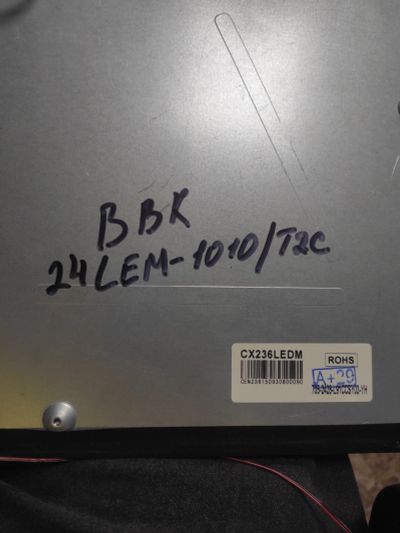 BBK
24LEM-1010/T2C
CX236LEDM
ROHS
A+29